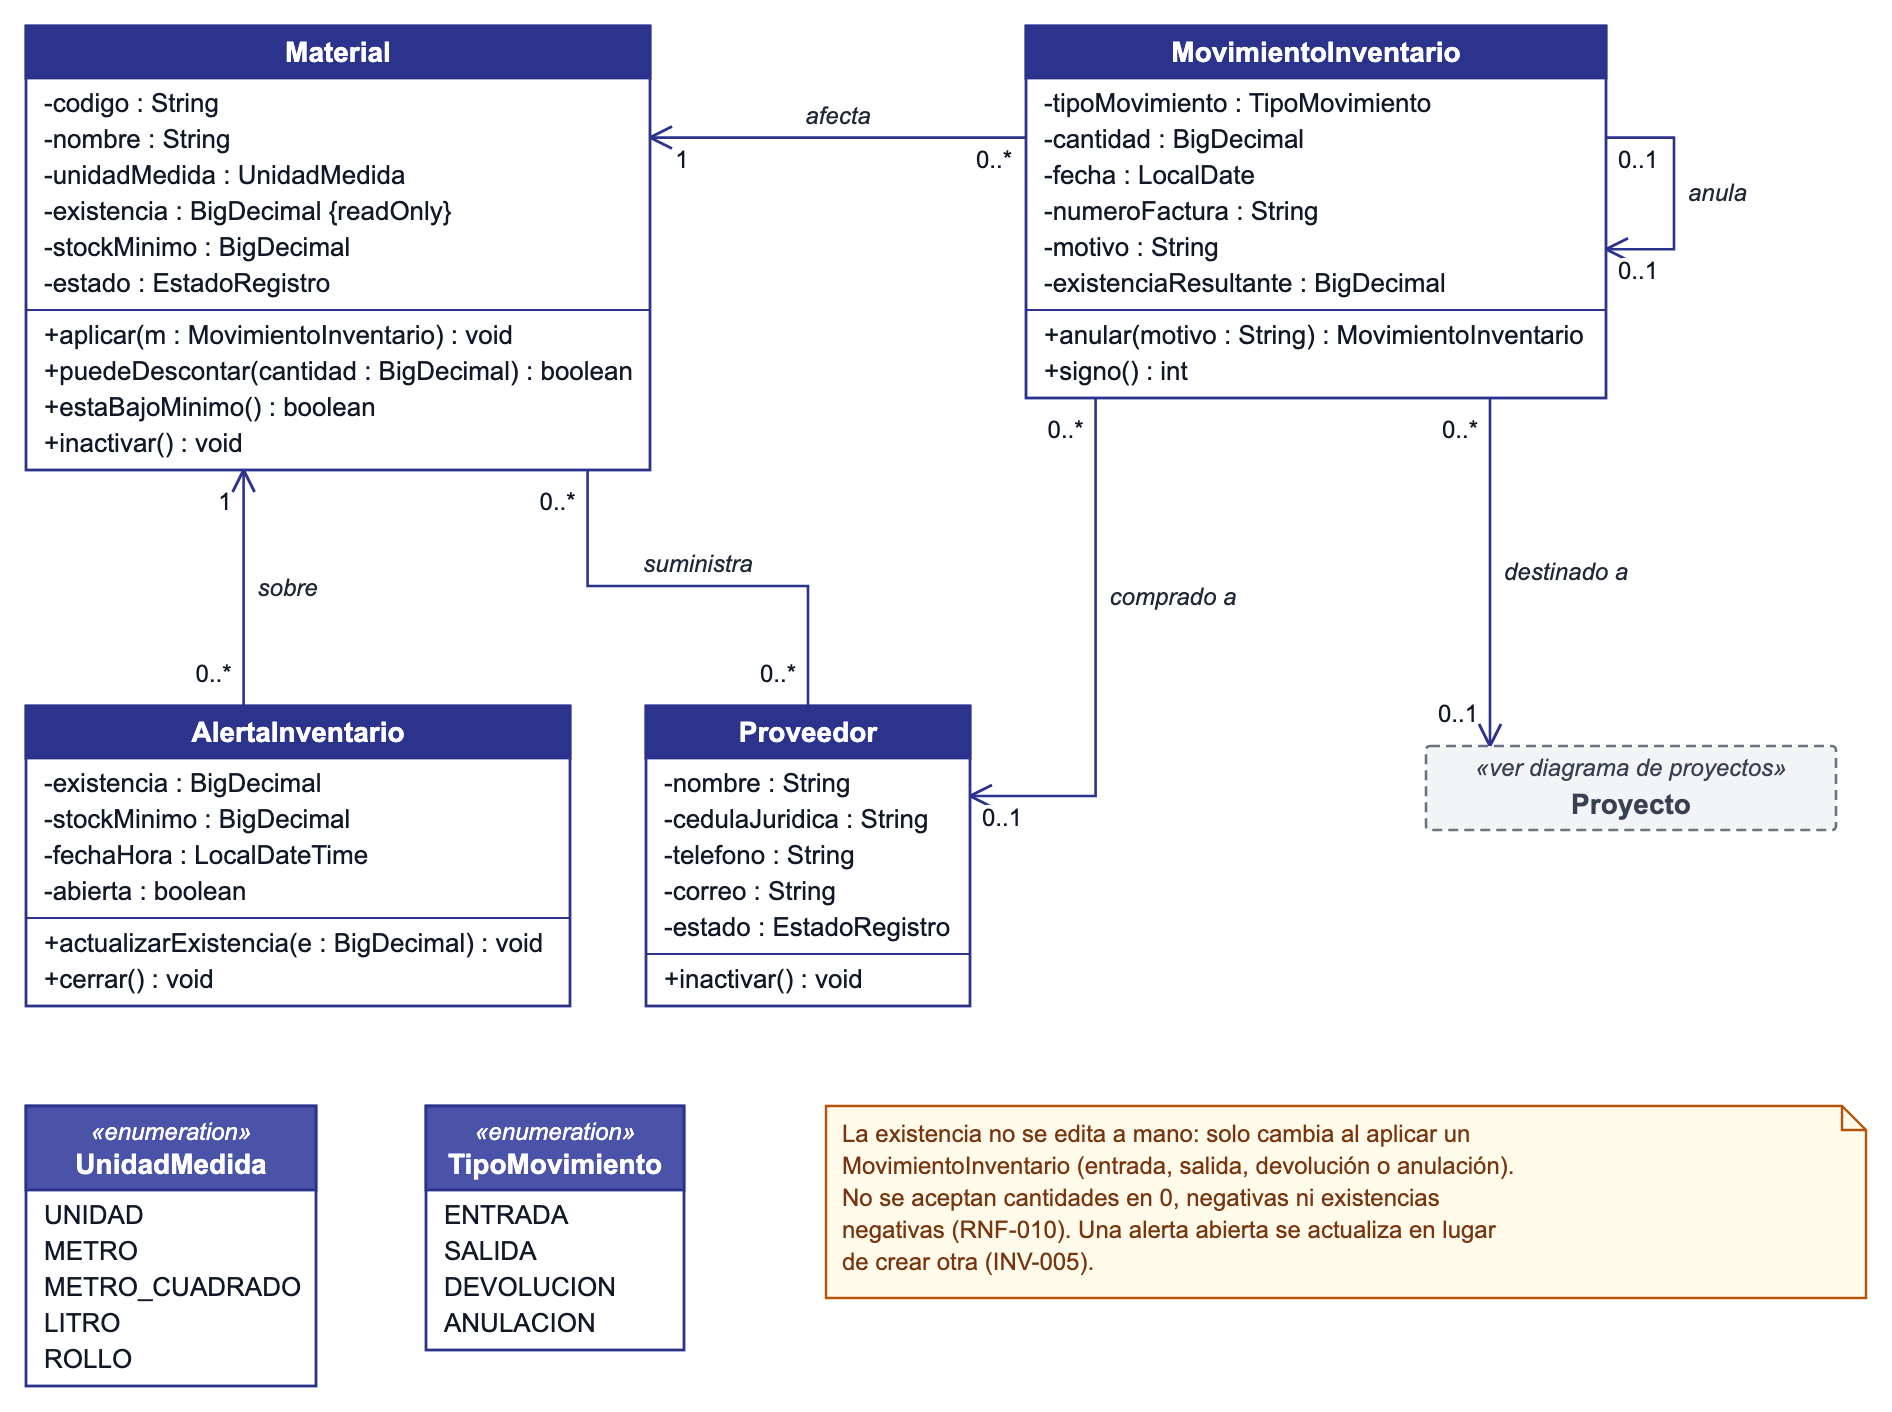 Material
-codigo : String
-nombre : String
-unidadMedida : UnidadMedida
-existencia : BigDecimal {readOnly}
-stockMinimo : BigDecimal
-estado : EstadoRegistro
+aplicar(m : MovimientoInventario) : void
+puedeDescontar(cantidad : BigDecimal) : boolean
+estaBajoMinimo() : boolean
+inactivar() : void
afecta
1
0..*
MovimientoInventario
-tipoMovimiento : TipoMovimiento
-cantidad : BigDecimal
-fecha : LocalDate
-numeroFactura : String
-motivo : String
-existenciaResultante : BigDecimal
+anular(motivo : String) : MovimientoInventario
+signo() : int
0..1
anula
0..1
1
sobre
0..*
0..*
suministra
0..*
0..*
comprado a
0..1
0..*
destinado a
0..1
AlertaInventario
-existencia : BigDecimal
-stockMinimo : BigDecimal
-fechaHora : LocalDateTime
-abierta : boolean
+actualizarExistencia(e : BigDecimal) : void
+cerrar() : void
Proveedor
-nombre : String
-cedulaJuridica : String
-telefono : String
-correo : String
-estado : EstadoRegistro
+inactivar() : void
«ver diagrama de proyectos»
Proyecto
«enumeration»
UnidadMedida
UNIDAD
METRO
METRO_CUADRADO
LITRO
ROLLO
«enumeration»
TipoMovimiento
ENTRADA
SALIDA
DEVOLUCION
ANULACION
La existencia no se edita a mano: solo cambia al aplicar un
MovimientoInventario (entrada, salida, devolución o anulación).
No se aceptan cantidades en 0, negativas ni existencias
negativas (RNF-010). Una alerta abierta se actualiza en lugar
de crear otra (INV-005).